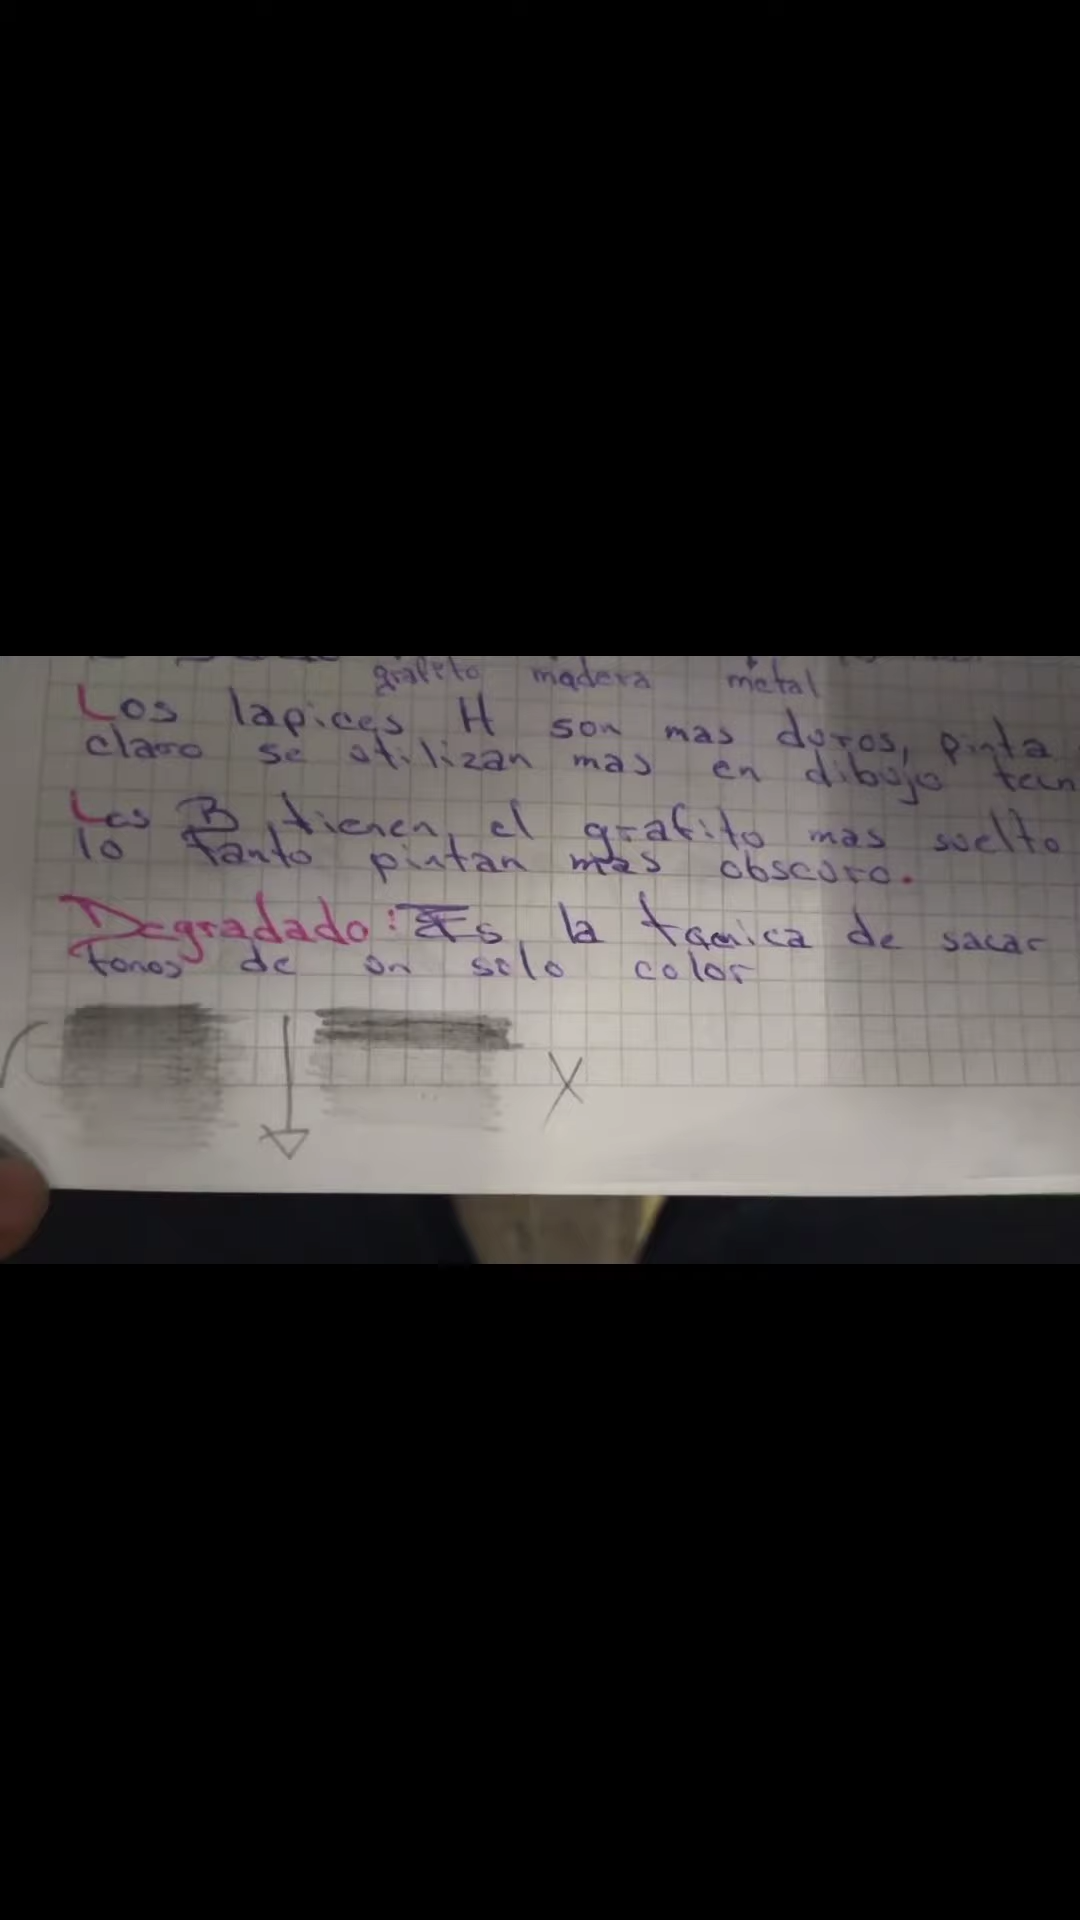 grafito madera metal
Los lapices H son mas duros, pinta
claro se utilizan mas en dibujo tecn
Los B tienen el grafito mas suelto
lo tanto pintan mas obscuro.
Degradado: Es la tecnica de sacar
tonos de un solo color
X